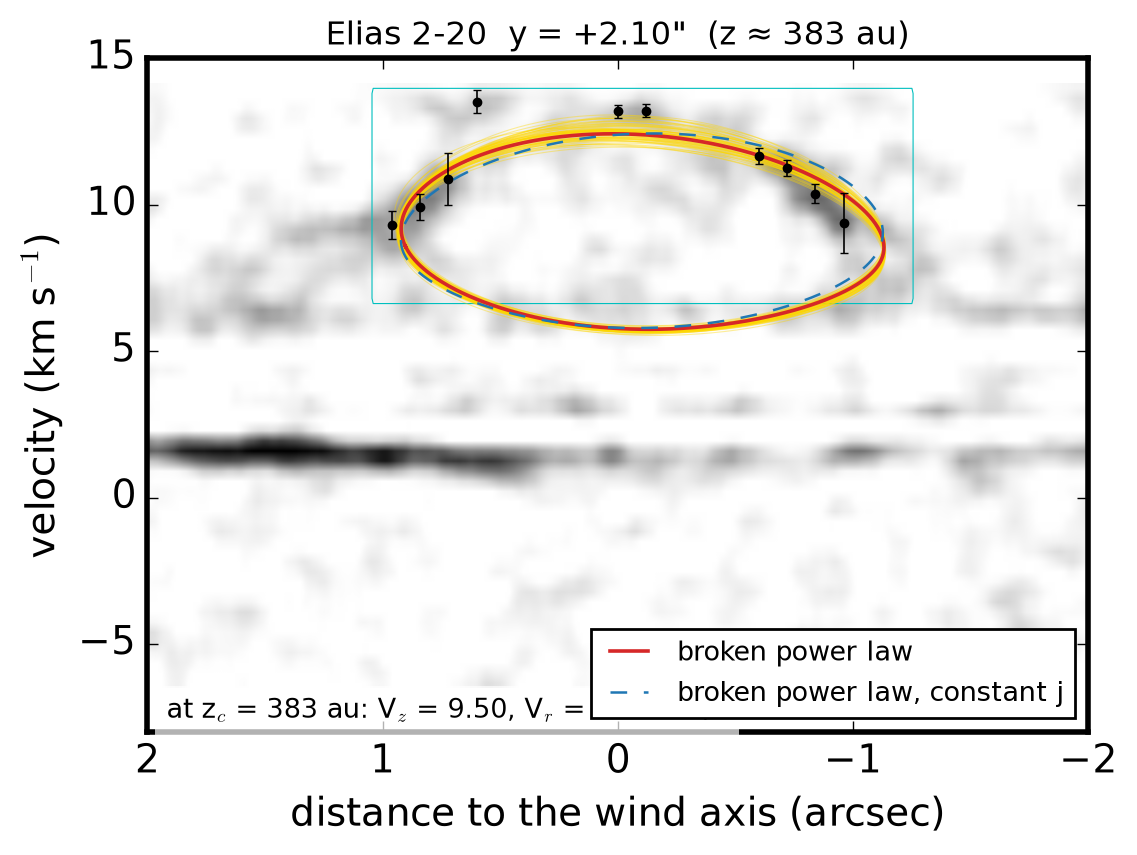 Elias 2-20 y = +2.10" (z ≈ 383 au)
15
10
5
0
−5
velocity (km s⁻¹)
broken power law
broken power law, constant j
at z_c = 383 au: V_z = 9.50, V_r =
2 1 0 −1 −2
distance to the wind axis (arcsec)